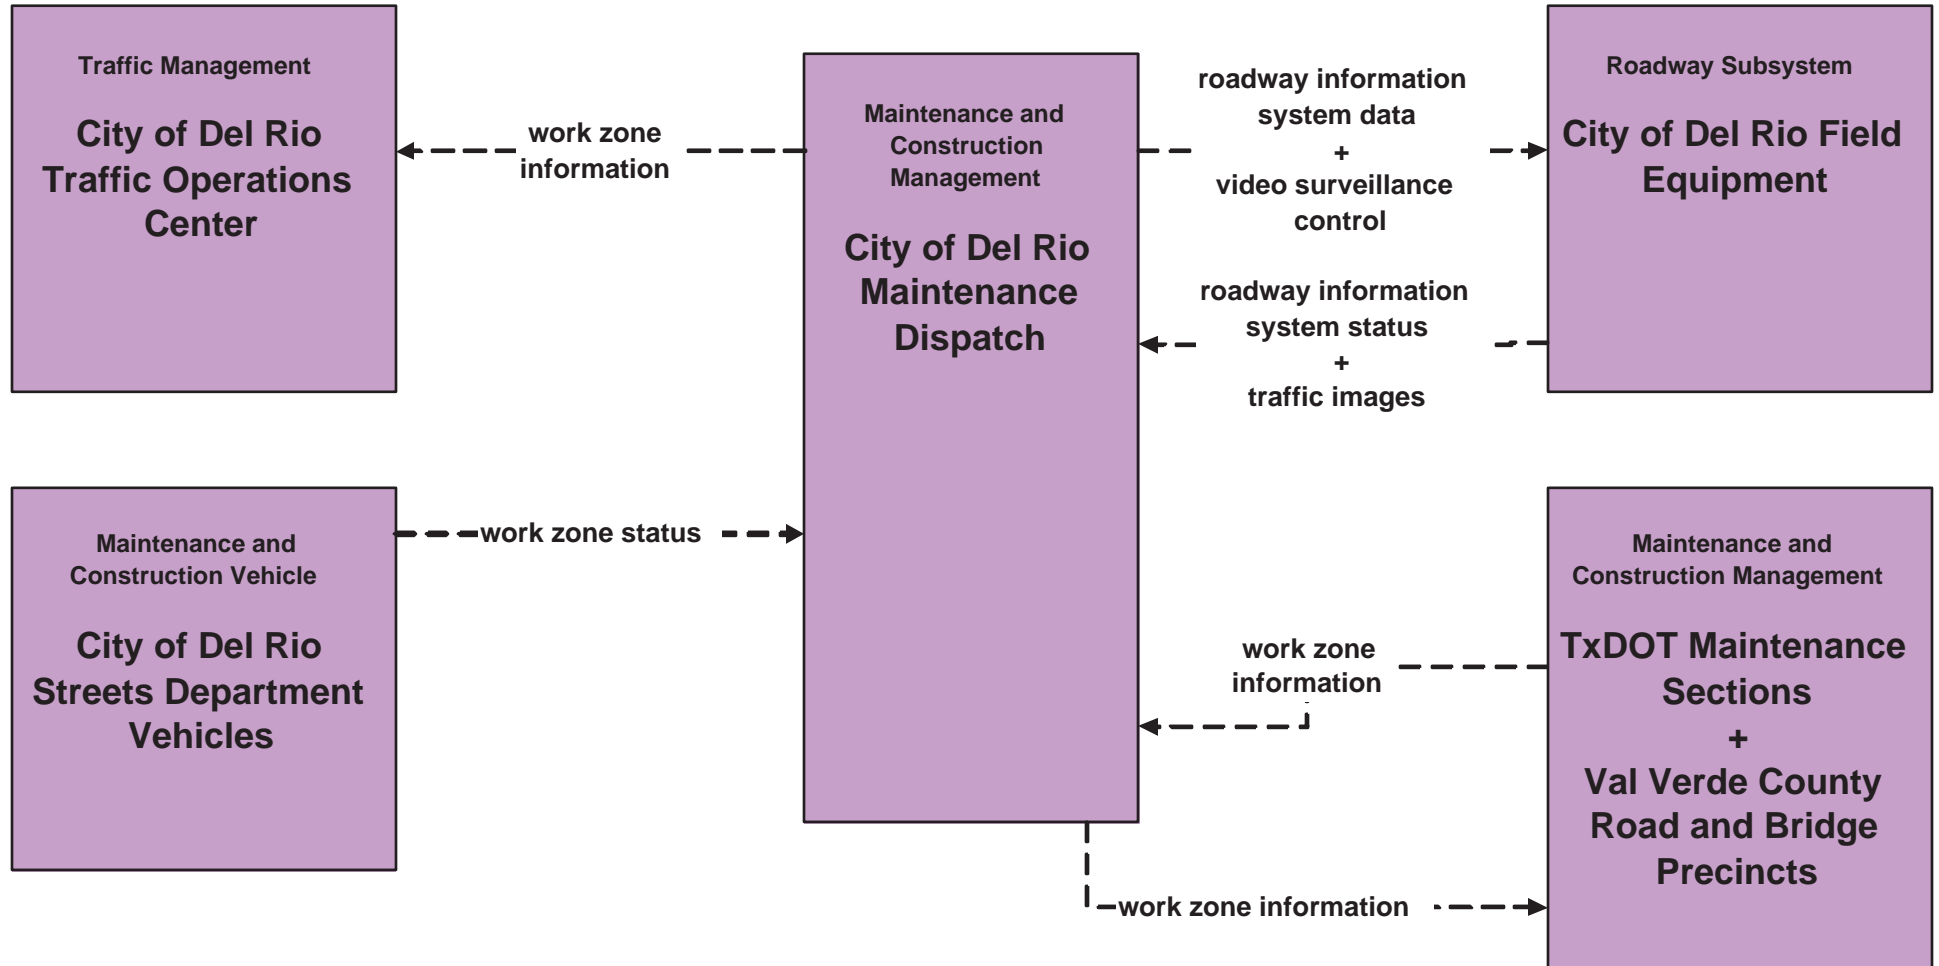 Traffic Management
City of Del Rio
Traffic Operations
Center
work zone
information
Maintenance and
Construction
Management
City of Del Rio
Maintenance
Dispatch
roadway information
system data
+
video surveillance
control
roadway information
system status
+
traffic images
Roadway Subsystem
City of Del Rio Field
Equipment
Maintenance and
Construction Vehicle
City of Del Rio
Streets Department
Vehicles
work zone status
work zone
information
work zone information
Maintenance and
Construction Management
TxDOT Maintenance
Sections
+
Val Verde County
Road and Bridge
Precincts